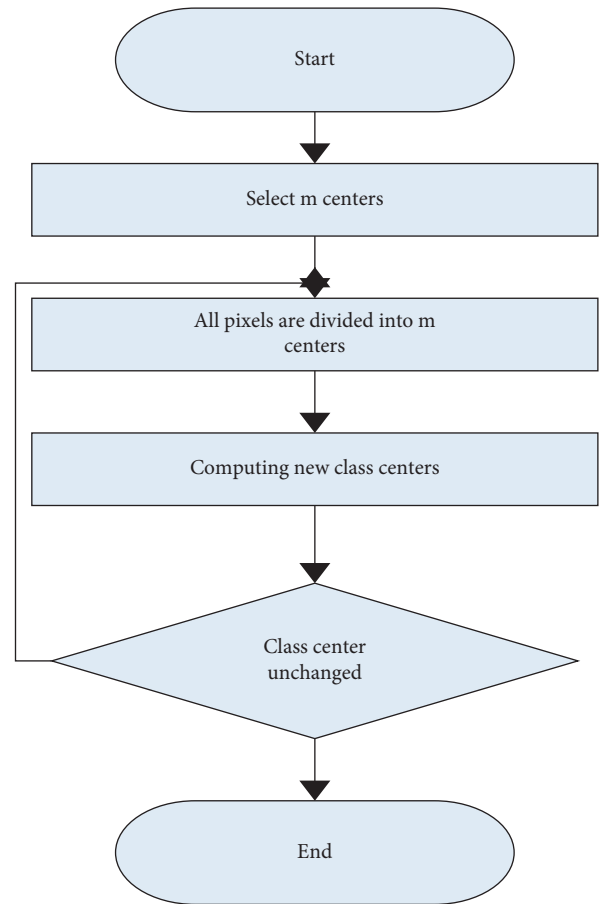 Start
Select m centers
All pixels are divided into m
centers
Computing new class centers
Class center
unchanged
End